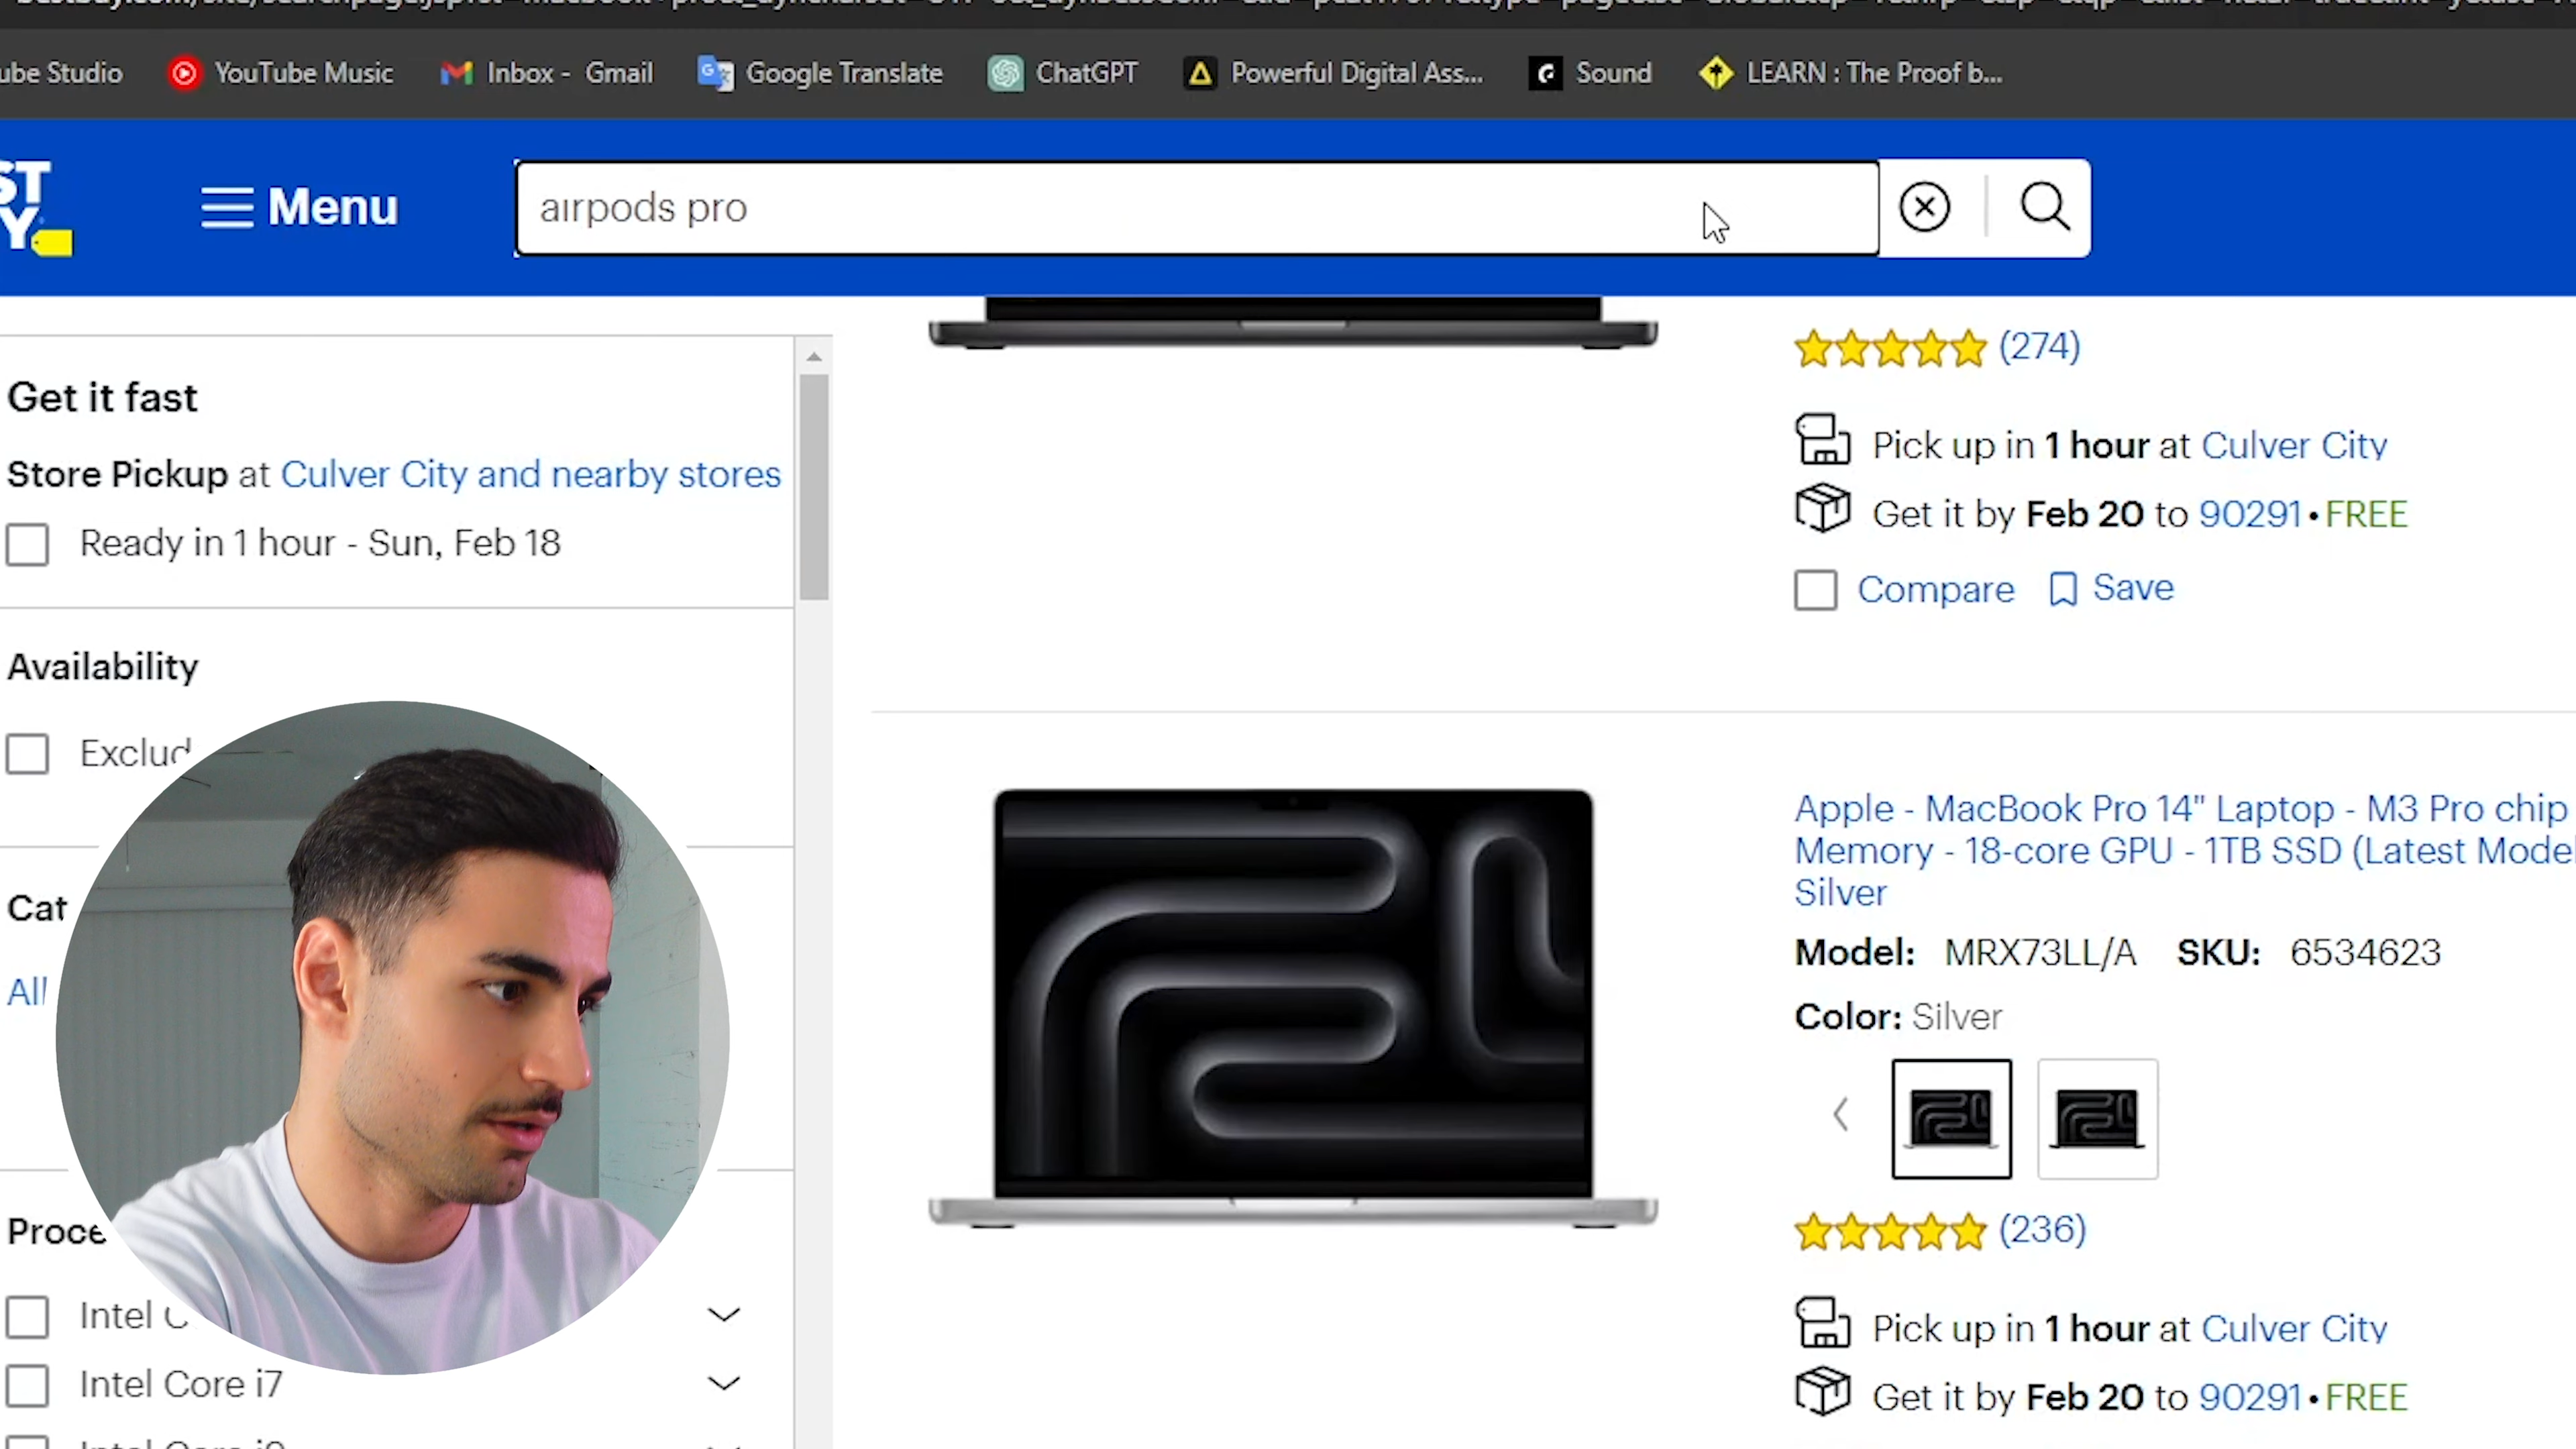 ube Studio
YouTube Music
Inbox - Gmail
Google Translate
ChatGPT
Powerful Digital Ass...
Sound
LEARN : The Proof b...
ST
Y
Menu
airpods pro
Get it fast
Store Pickup at Culver City and nearby stores
Ready in 1 hour - Sun, Feb 18
Availability
Exclud
Cat
All
Proce
Intel C
Intel Core i7
(274)
Pick up in 1 hour at Culver City
Get it by Feb 20 to 90291 • FREE
Compare
Save
Apple - MacBook Pro 14" Laptop - M3 Pro chip
Memory - 18-core GPU - 1TB SSD (Latest Model
Silver
Model: MRX73LL/A SKU: 6534623
Color: Silver
(236)
Pick up in 1 hour at Culver City
Get it by Feb 20 to 90291 • FREE